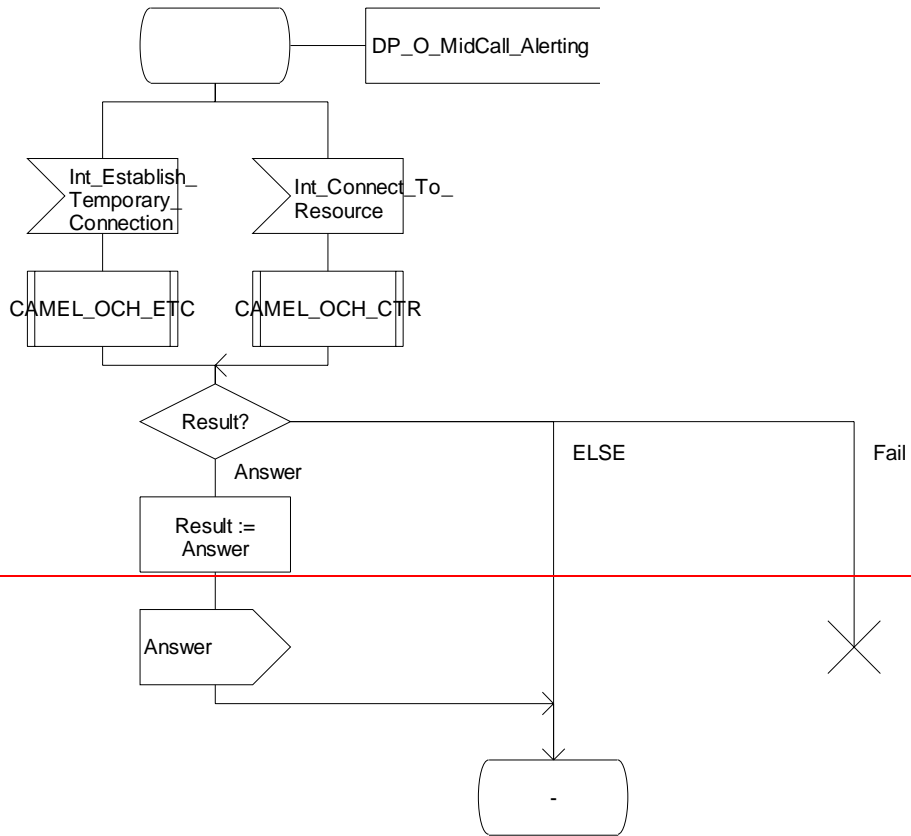 DP_O_MidCall_Alerting
Int_Establish_
Temporary_
Connection
Int_Connect_To_
Resource
CAMEL_OCH_ETC
CAMEL_OCH_CTR
Result?
ELSE
Fail
Answer
Result :=
Answer
Answer
-